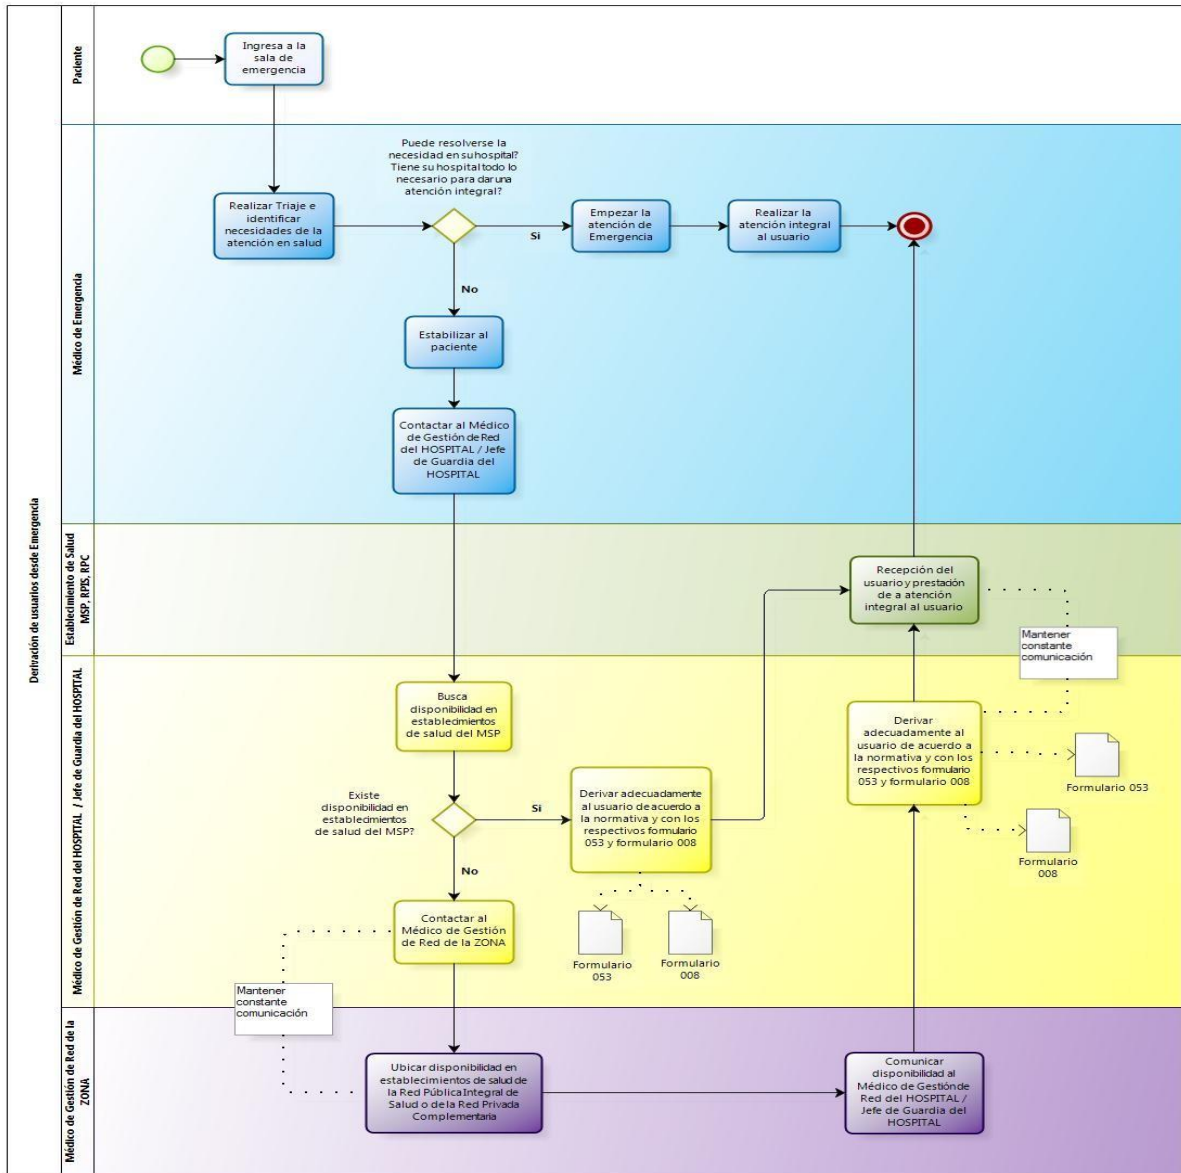 Derivación de usuarios desde Emergencia
Paciente
Ingresa a la
sala de
emergencia
Médico de Emergencia
Puede resolverse la
necesidad en suhospital?
Tiene su hospitaltodo lo
necesario para daruna
atención integral?
Realizar Triaje e
identificar
necesidades de la
atención en salud
Si
Empezar la
atención de
Emergencia
Realizar la
atención integral
al usuario
No
Estabilizar al
paciente
Contactar al Médico
de Gestión de Red
del HOSPITAL / Jefe
de Guardia del
HOSPITAL
Establecimiento de Salud
MSP, RPIS, RPC
Recepción del
usuario y prestación
de a atención
integral al usuario
Mantener
constante
comunicación
Médico de Gestión de Red del HOSPITAL / Jefe de Guardia del HOSPITAL
Busca
disponibilidad en
establecimientos
de salud del MSP
Existe
disponibilidad en
establecimientos
de salud del MSP?
Si
Derivar adecuadamente
al usuario de acuerdo a
la normativa y con los
respectivos formulario
053 y formulario 008
Derivar
adecuadamente al
usuario de acuerdo a
la normativa y con los
respectivos formulario
053 y formulario 008
Formulario 053
Formulario
008
No
Contactar al
Médico de Gestión
de Red de la ZONA
Formulario
053
Formulario
008
Mantener
constante
comunicación
Médico de Gestión de Red de la
ZONA
Ubicar disponibilidad en
establecimientos de salud de
la Red Pública Integral de
Salud o de la Red Privada
Complementaria
Comunicar
disponibilidad al
Médico de Gestión de
Red del HOSPITAL /
Jefe de Guardia del
HOSPITAL